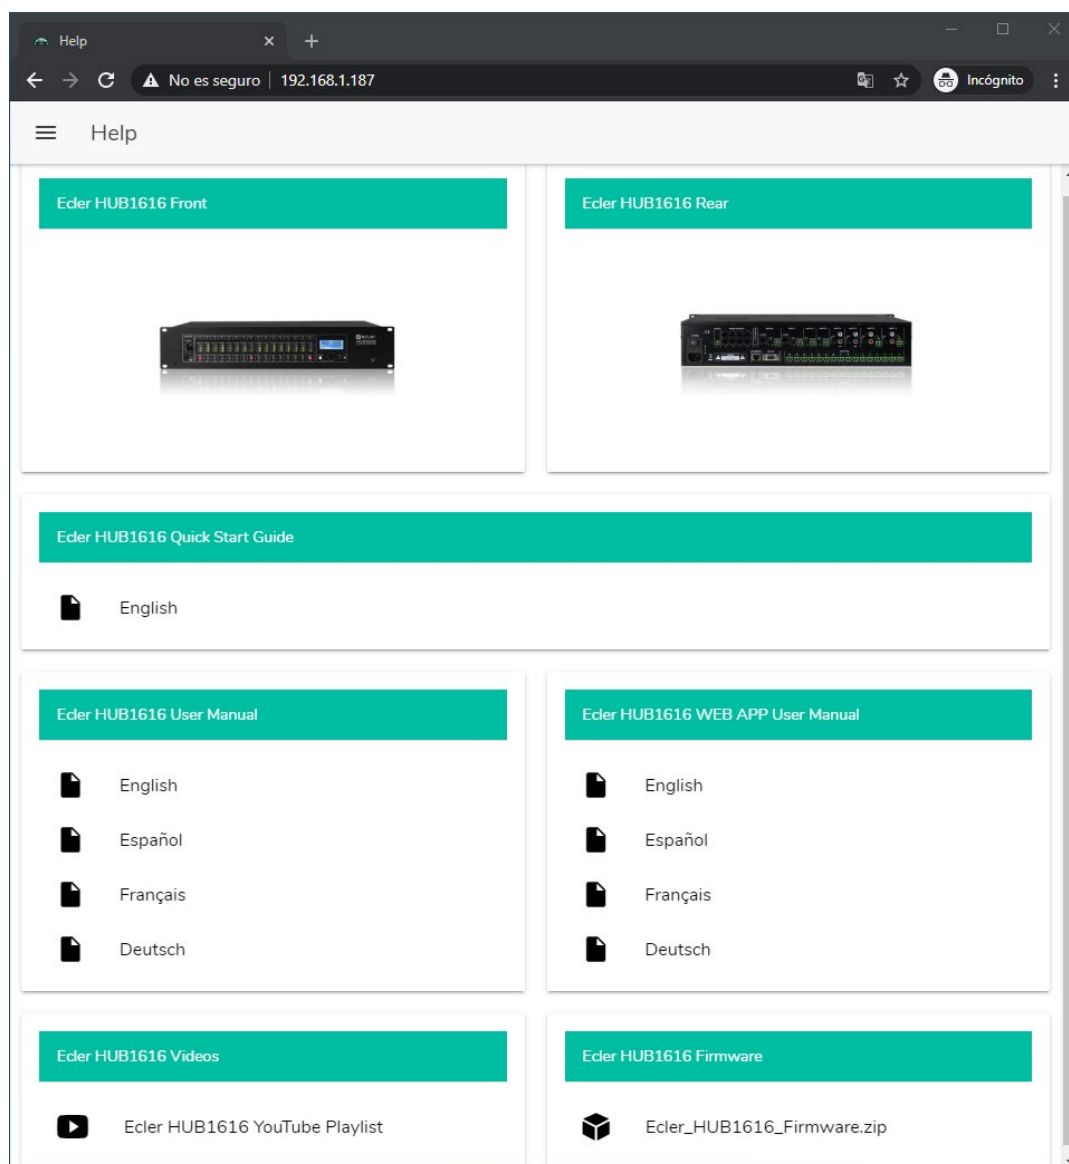 Help
No es seguro | 192.168.1.187
Incógnito
Help
Ecler HUB1616 Front
Ecler HUB1616 Rear
Ecler HUB1616 Quick Start Guide
English
Ecler HUB1616 User Manual
English
Español
Français
Deutsch
Ecler HUB1616 WEB APP User Manual
English
Español
Français
Deutsch
Ecler HUB1616 Videos
Ecler HUB1616 YouTube Playlist
Ecler HUB1616 Firmware
Ecler_HUB1616_Firmware.zip